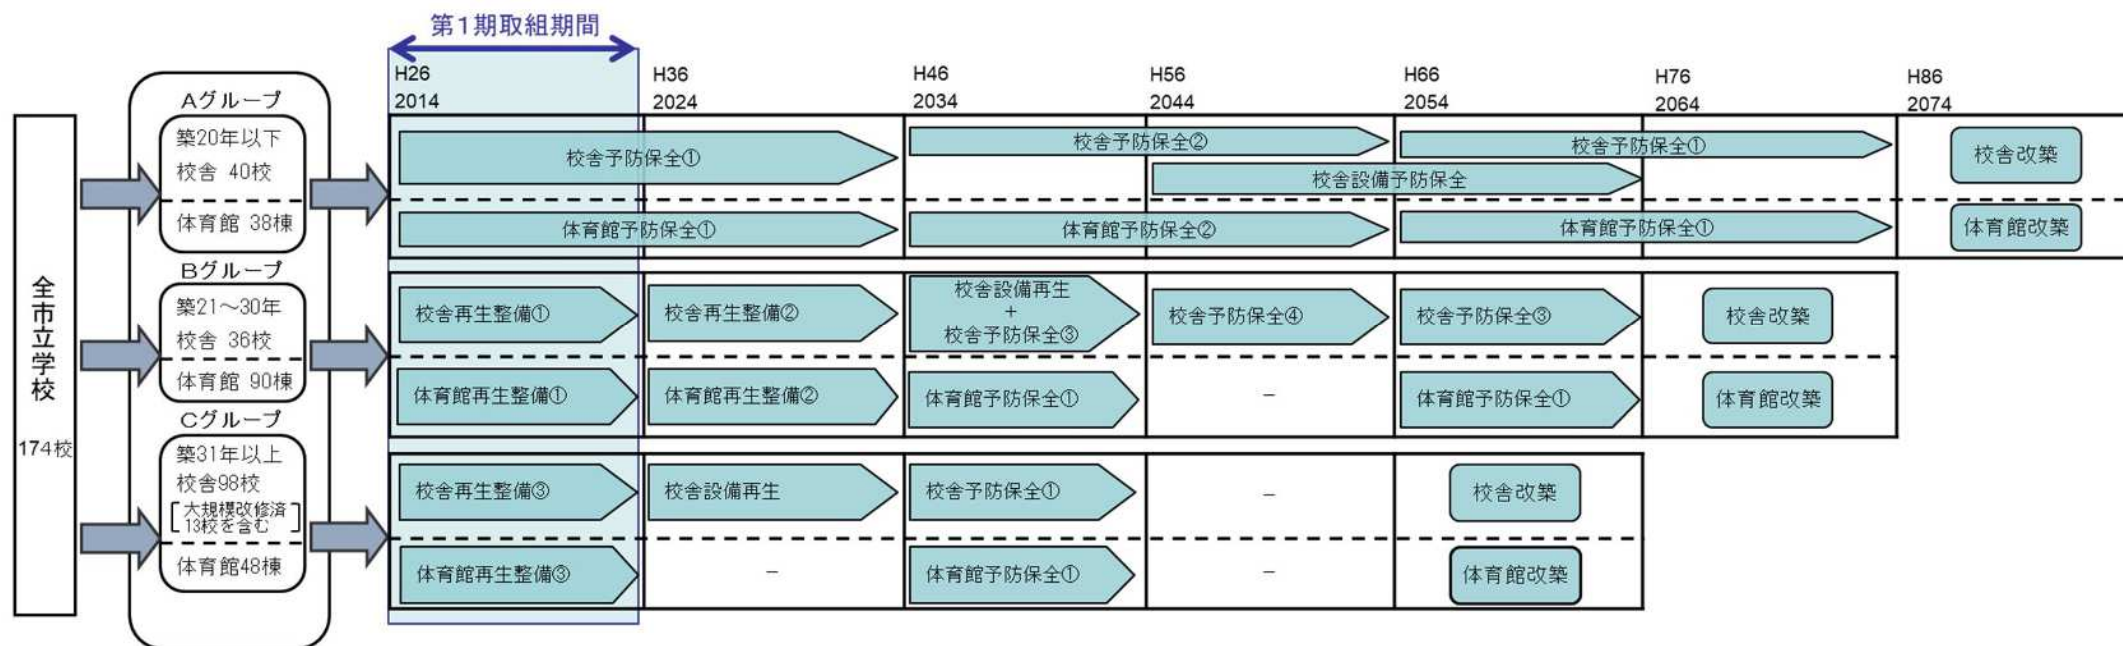 第1期取組期間
H26
2014
H36
2024
H46
2034
H56
2044
H66
2054
H76
2064
H86
2074
全市立学校
174校
Aグループ
築20年以下
校舎 40校
体育館 38棟
校舎予防保全①
校舎予防保全②
校舎予防保全①
校舎設備予防保全
校舎改築
体育館予防保全①
体育館予防保全②
体育館予防保全①
体育館改築
Bグループ
築21～30年
校舎 36校
体育館 90棟
校舎再生整備①
校舎再生整備②
校舎設備再生
+
校舎予防保全③
校舎予防保全④
校舎予防保全③
校舎改築
体育館再生整備①
体育館再生整備②
体育館予防保全①
－
体育館予防保全①
体育館改築
Cグループ
築31年以上
校舎98校
[大規模改修済
13校を含む]
体育館48棟
校舎再生整備③
校舎設備再生
校舎予防保全①
－
校舎改築
体育館再生整備③
－
体育館予防保全①
－
体育館改築